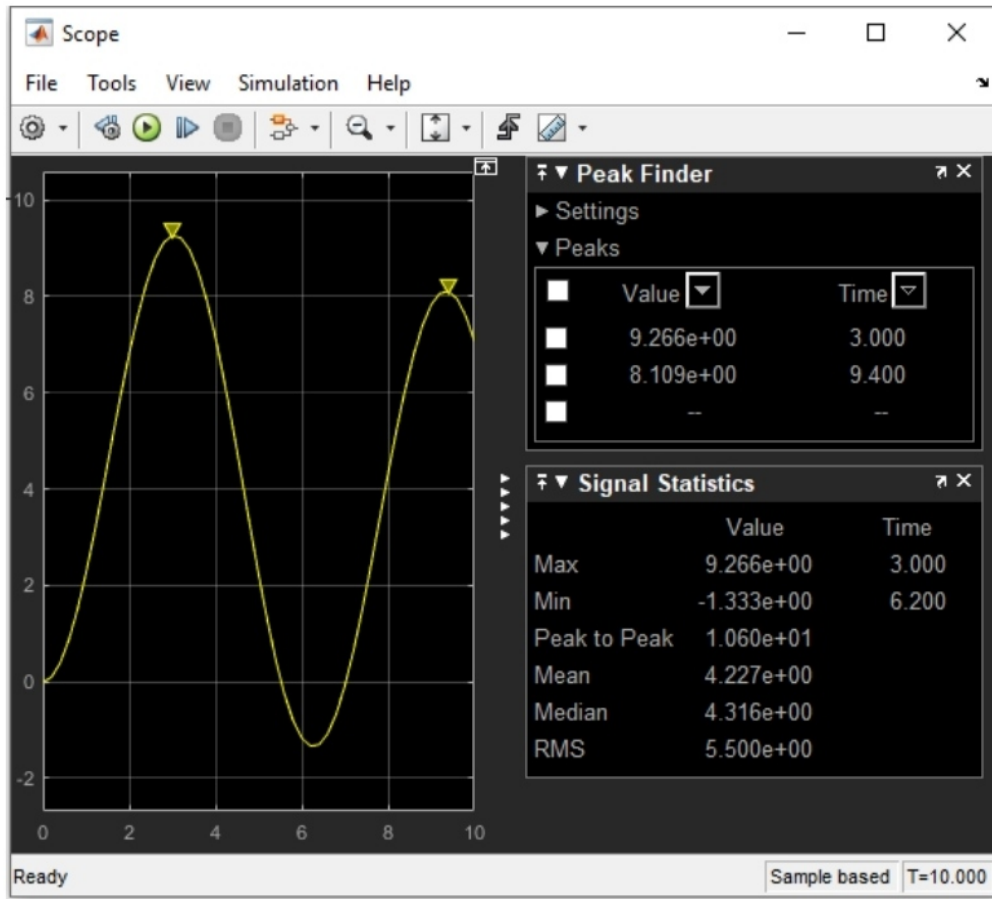 Scope
File Tools View Simulation Help
10
8
6
4
2
0
-2
0 2 4 6 8 10
Peak Finder
Settings
Peaks
Value Time
9.266e+00 3.000
8.109e+00 9.400
-- --
Signal Statistics
Value Time
Max 9.266e+00 3.000
Min -1.333e+00 6.200
Peak to Peak 1.060e+01
Mean 4.227e+00
Median 4.316e+00
RMS 5.500e+00
Ready Sample based T=10.000